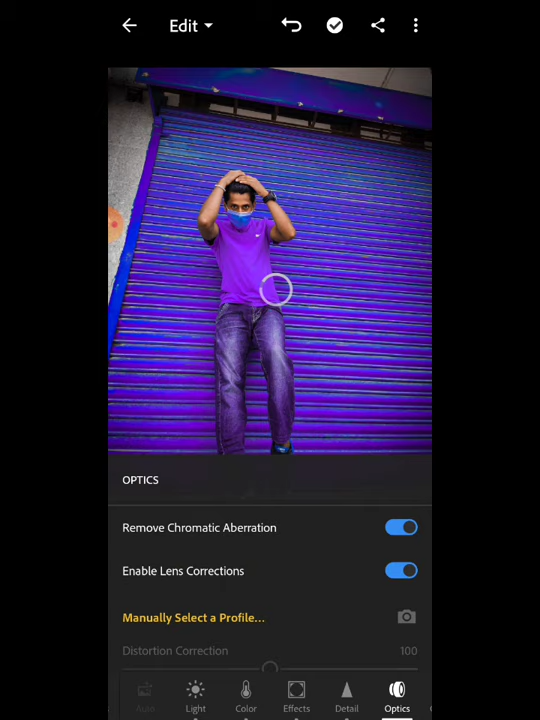 Edit
OPTICS
Remove Chromatic Aberration
Enable Lens Corrections
Manually Select a Profile...
Distortion Correction 100
Auto Light Color Effects Detail Optics